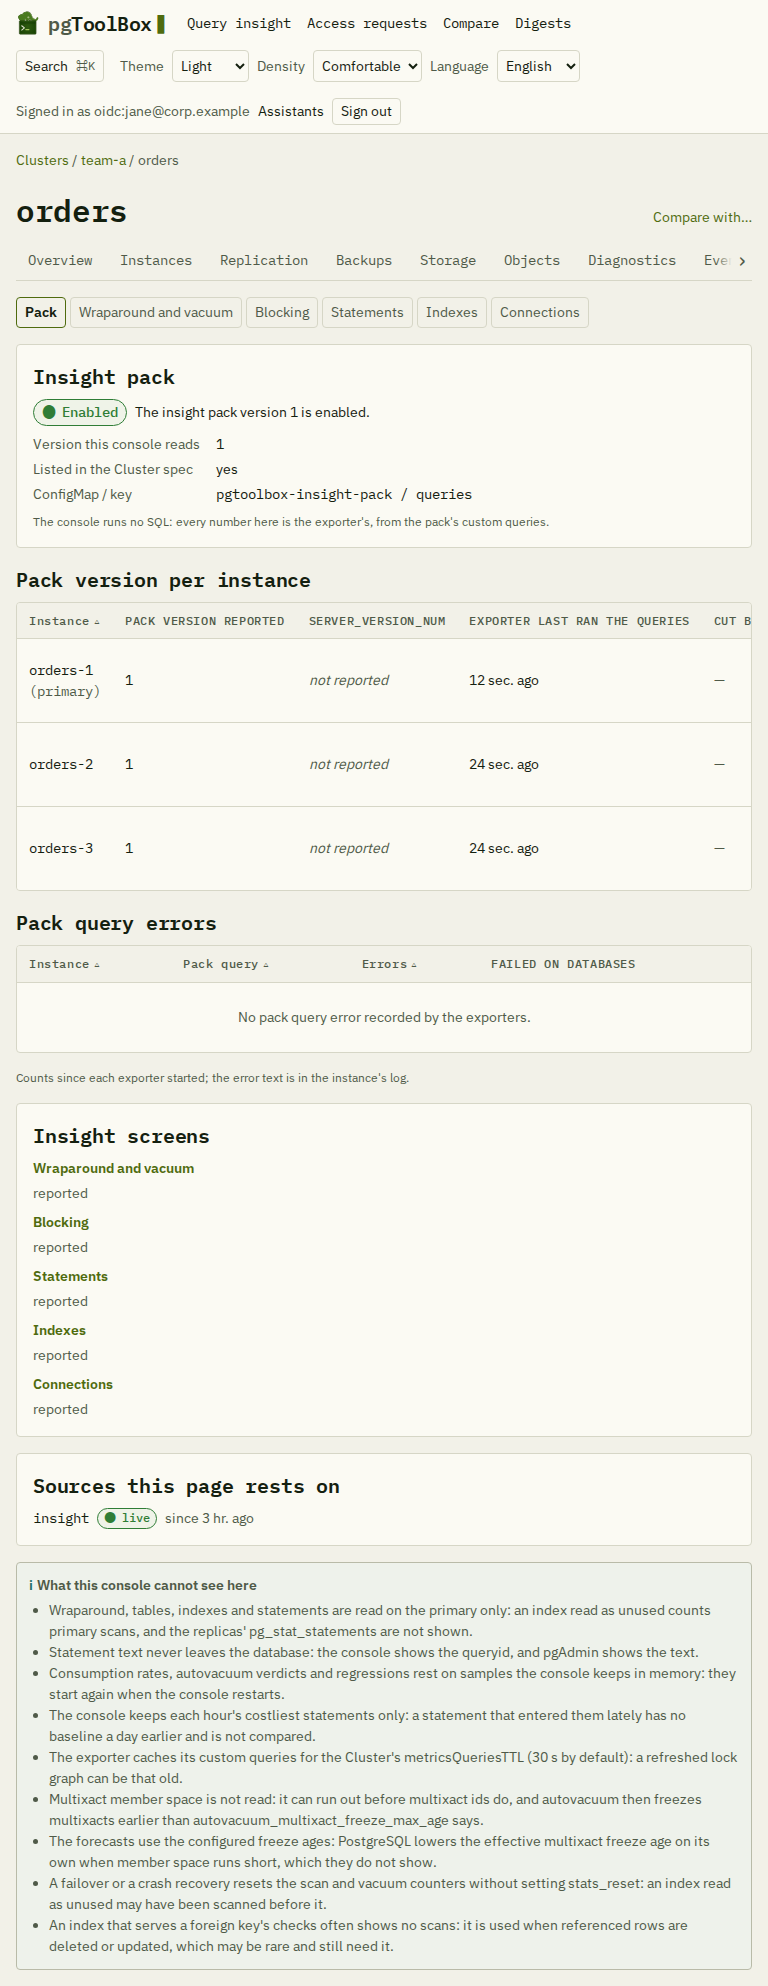 pgToolBox Query insight Access requests Compare Digests
Search ⌘K Theme Light Density Comfortable Language English
Signed in as oidc:jane@corp.example Assistants Sign out
Clusters / team-a / orders
orders
Compare with…
Overview Instances Replication Backups Storage Objects Diagnostics
Pack Wraparound and vacuum Blocking Statements Indexes Connections
Insight pack
Enabled The insight pack version 1 is enabled.
Version this console reads 1
Listed in the Cluster spec yes
ConfigMap / key pgtoolbox-insight-pack / queries
The console runs no SQL: every number here is the exporter's, from the pack's custom queries.
Pack version per instance
Instance PACK VERSION REPORTED SERVER_VERSION_NUM EXPORTER LAST RAN THE QUERIES CUT
orders-1
(primary)
1 not reported 12 sec. ago —
orders-2 1 not reported 24 sec. ago —
orders-3 1 not reported 24 sec. ago —
Pack query errors
Instance Pack query Errors FAILED ON DATABASES
No pack query error recorded by the exporters.
Counts since each exporter started; the error text is in the instance's log.
Insight screens
Wraparound and vacuum
reported
Blocking
reported
Statements
reported
Indexes
reported
Connections
reported
Sources this page rests on
insight live since 3 hr. ago
i What this console cannot see here
• Wraparound, tables, indexes and statements are read on the primary only: an index read as unused counts
primary scans, and the replicas' pg_stat_statements are not shown.
• Statement text never leaves the database: the console shows the queryid, and pgAdmin shows the text.
• Consumption rates, autovacuum verdicts and regressions rest on samples the console keeps in memory: they
start again when the console restarts.
• The console keeps each hour's costliest statements only: a statement that entered them lately has no
baseline a day earlier and is not compared.
• The exporter caches its custom queries for the Cluster's metricsQueriesTTL (30 s by default): a refreshed lock
graph can be that old.
• Multixact member space is not read: it can run out before multixact ids do, and autovacuum then freezes
multixacts earlier than autovacuum_multixact_freeze_max_age says.
• The forecasts use the configured freeze ages: PostgreSQL lowers the effective multixact freeze age on its
own when member space runs short, which they do not show.
• A failover or a crash recovery resets the scan and vacuum counters without setting stats_reset: an index read
as unused may have been scanned before it.
• An index that serves a foreign key's checks often shows no scans: it is used when referenced rows are
deleted or updated, which may be rare and still need it.